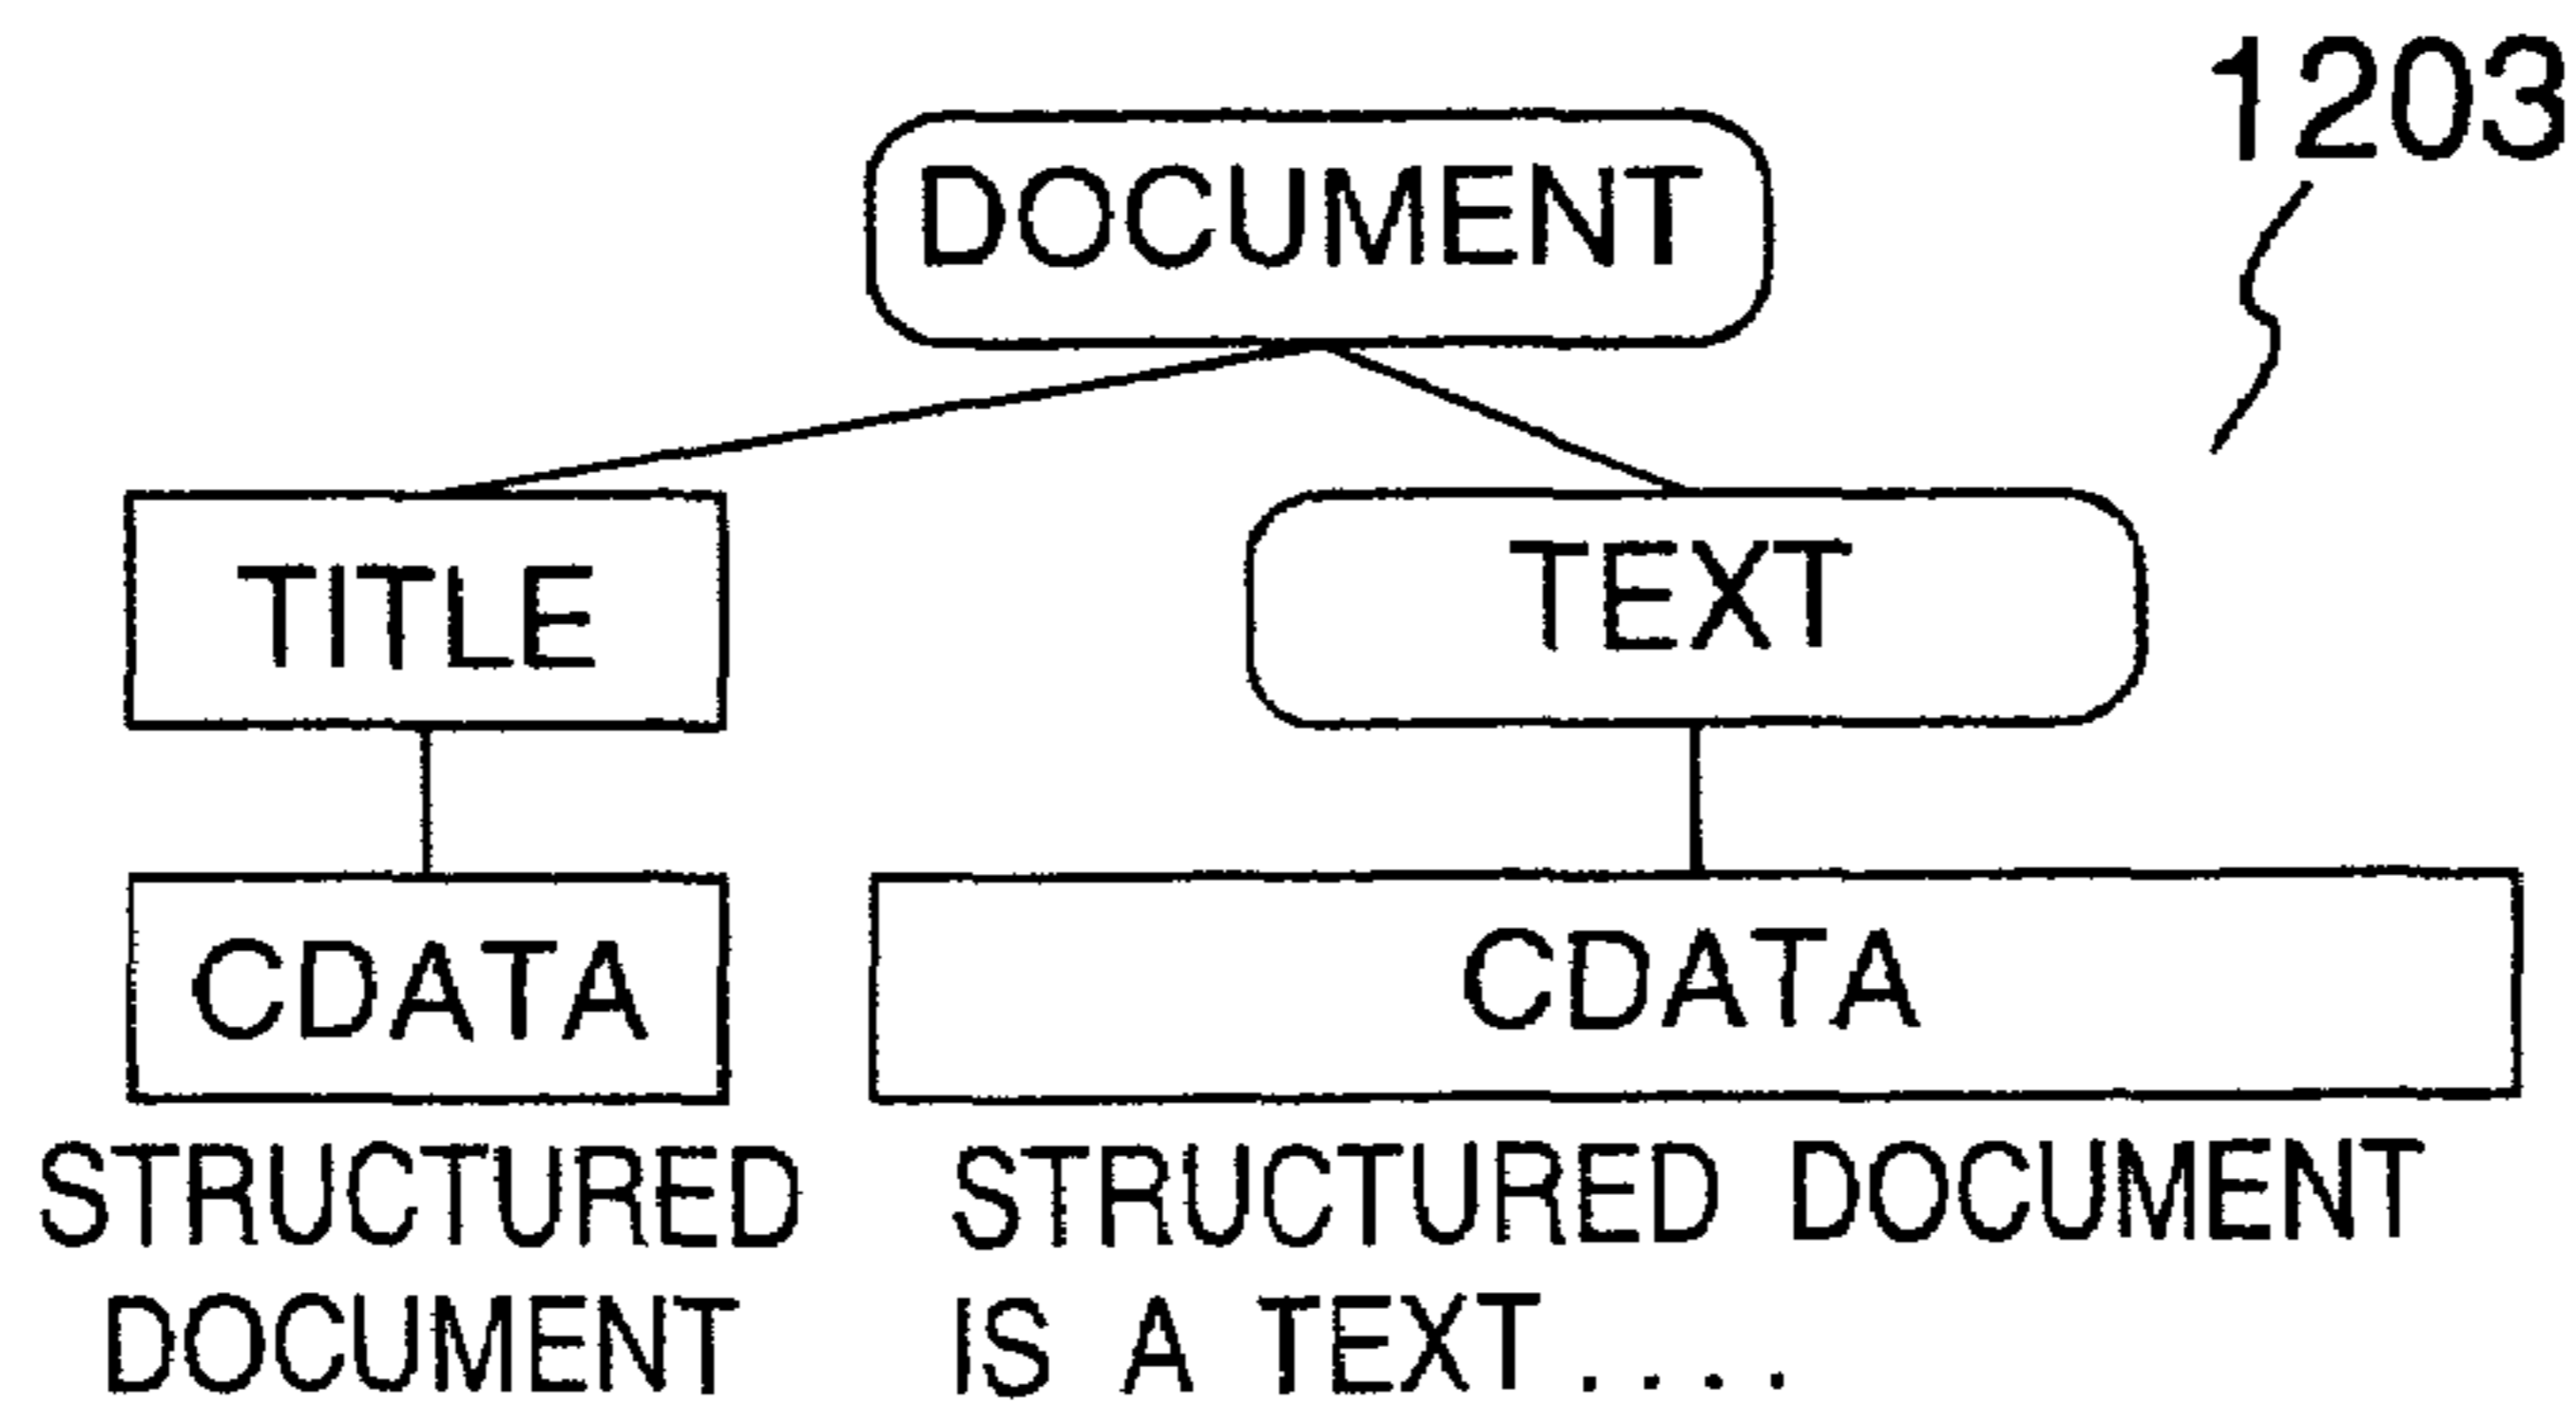 1203
DOCUMENT
TITLE
TEXT
CDATA
CDATA
STRUCTURED
DOCUMENT
STRUCTURED DOCUMENT
IS A TEXT....